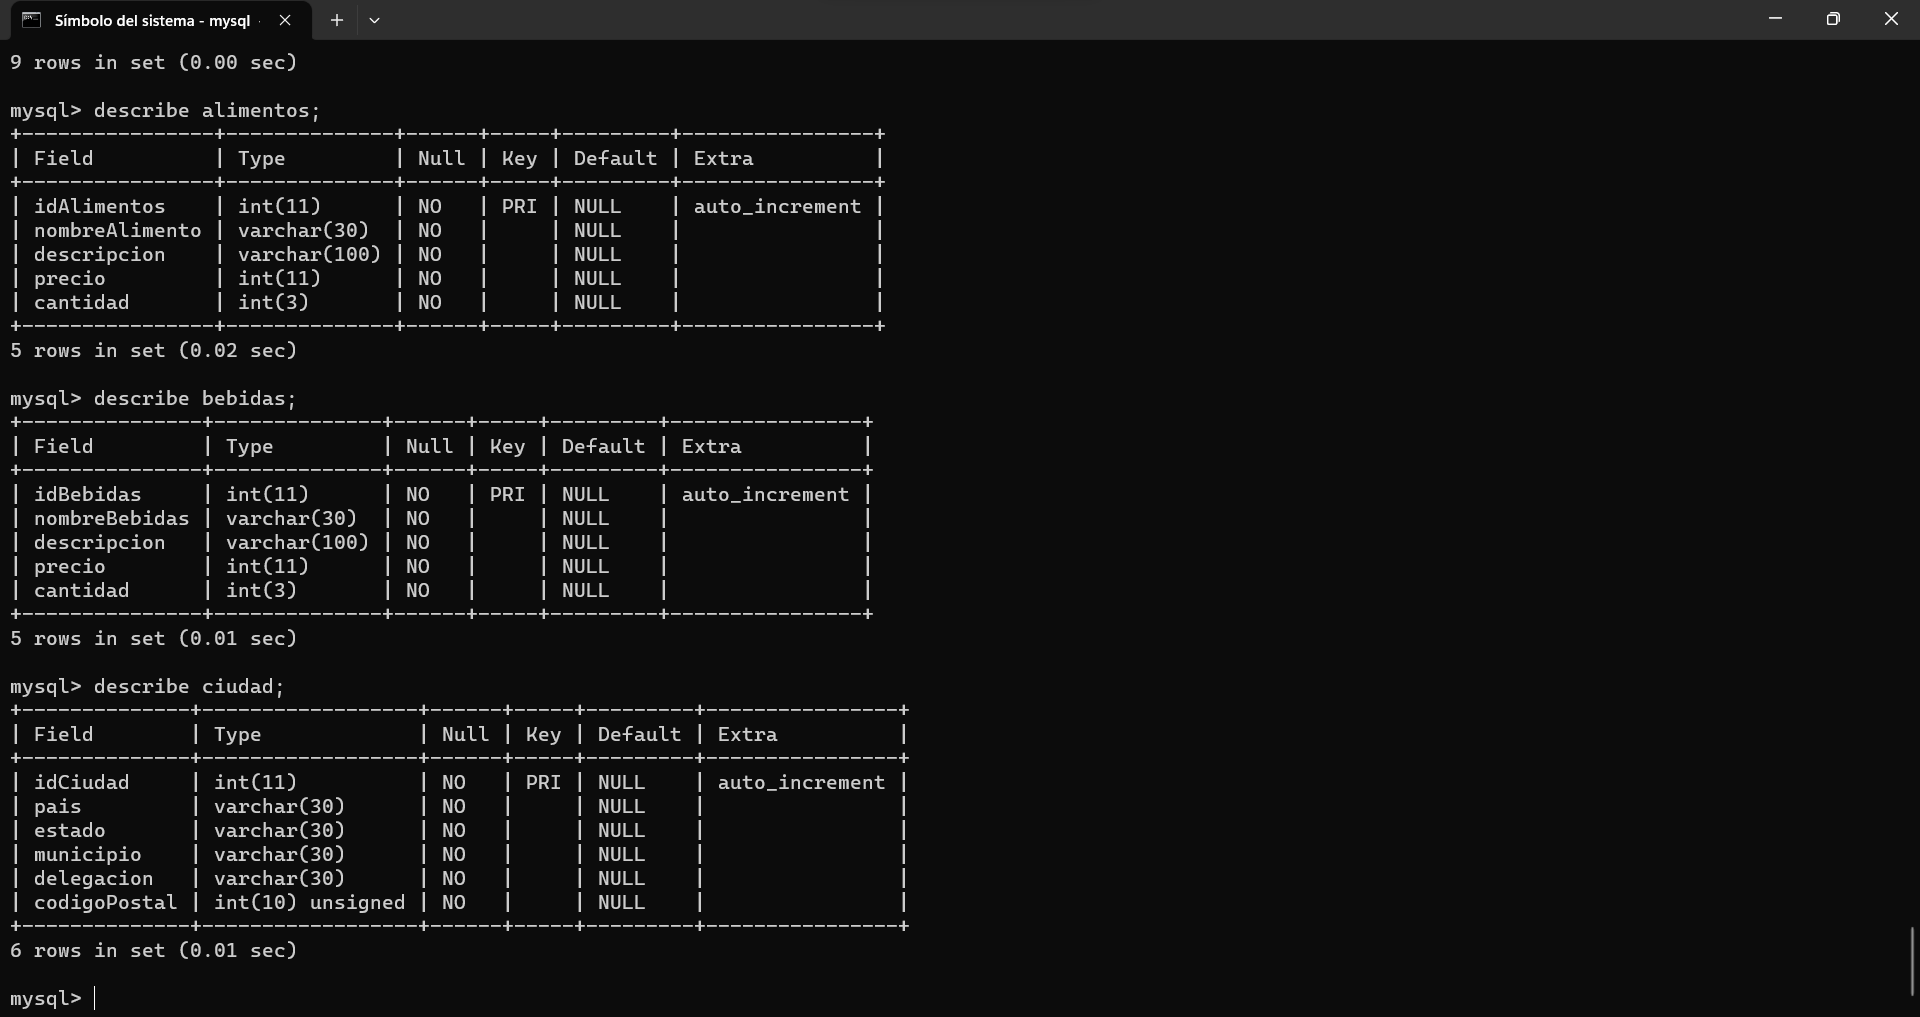 Símbolo del sistema - mysql
9 rows in set (0.00 sec)
mysql> describe alimentos;
+----------------+--------------+------+-----+---------+----------------+
| Field          | Type         | Null | Key | Default | Extra          |
+----------------+--------------+------+-----+---------+----------------+
| idAlimentos    | int(11)      | NO   | PRI | NULL    | auto_increment |
| nombreAlimento | varchar(30)  | NO   |     | NULL    |                |
| descripcion    | varchar(100) | NO   |     | NULL    |                |
| precio         | int(11)      | NO   |     | NULL    |                |
| cantidad       | int(3)       | NO   |     | NULL    |                |
+----------------+--------------+------+-----+---------+----------------+
5 rows in set (0.02 sec)
mysql> describe bebidas;
+---------------+--------------+------+-----+---------+----------------+
| Field         | Type         | Null | Key | Default | Extra          |
+---------------+--------------+------+-----+---------+----------------+
| idBebidas     | int(11)      | NO   | PRI | NULL    | auto_increment |
| nombreBebidas | varchar(30)  | NO   |     | NULL    |                |
| descripcion   | varchar(100) | NO   |     | NULL    |                |
| precio        | int(11)      | NO   |     | NULL    |                |
| cantidad      | int(3)       | NO   |     | NULL    |                |
+---------------+--------------+------+-----+---------+----------------+
5 rows in set (0.01 sec)
mysql> describe ciudad;
+--------------+------------------+------+-----+---------+----------------+
| Field        | Type             | Null | Key | Default | Extra          |
+--------------+------------------+------+-----+---------+----------------+
| idCiudad     | int(11)          | NO   | PRI | NULL    | auto_increment |
| pais         | varchar(30)      | NO   |     | NULL    |                |
| estado       | varchar(30)      | NO   |     | NULL    |                |
| municipio    | varchar(30)      | NO   |     | NULL    |                |
| delegacion   | varchar(30)      | NO   |     | NULL    |                |
| codigoPostal | int(10) unsigned | NO   |     | NULL    |                |
+--------------+------------------+------+-----+---------+----------------+
6 rows in set (0.01 sec)
mysql>